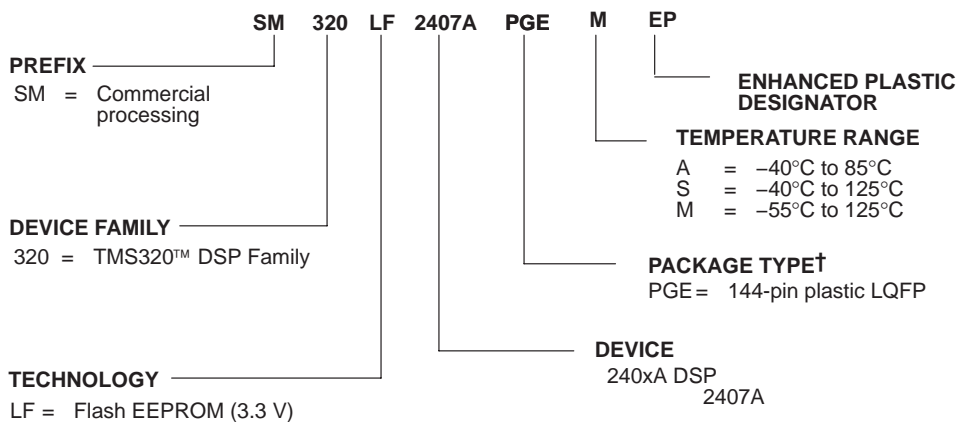 SM 320 LF 2407A PGE M EP
PREFIX
SM = Commercial
processing
ENHANCED PLASTIC
DESIGNATOR
TEMPERATURE RANGE
A = −40°C to 85°C
S = −40°C to 125°C
M = −55°C to 125°C
DEVICE FAMILY
320 = TMS320™ DSP Family
PACKAGE TYPE†
PGE = 144-pin plastic LQFP
DEVICE
240xA DSP
2407A
TECHNOLOGY
LF = Flash EEPROM (3.3 V)